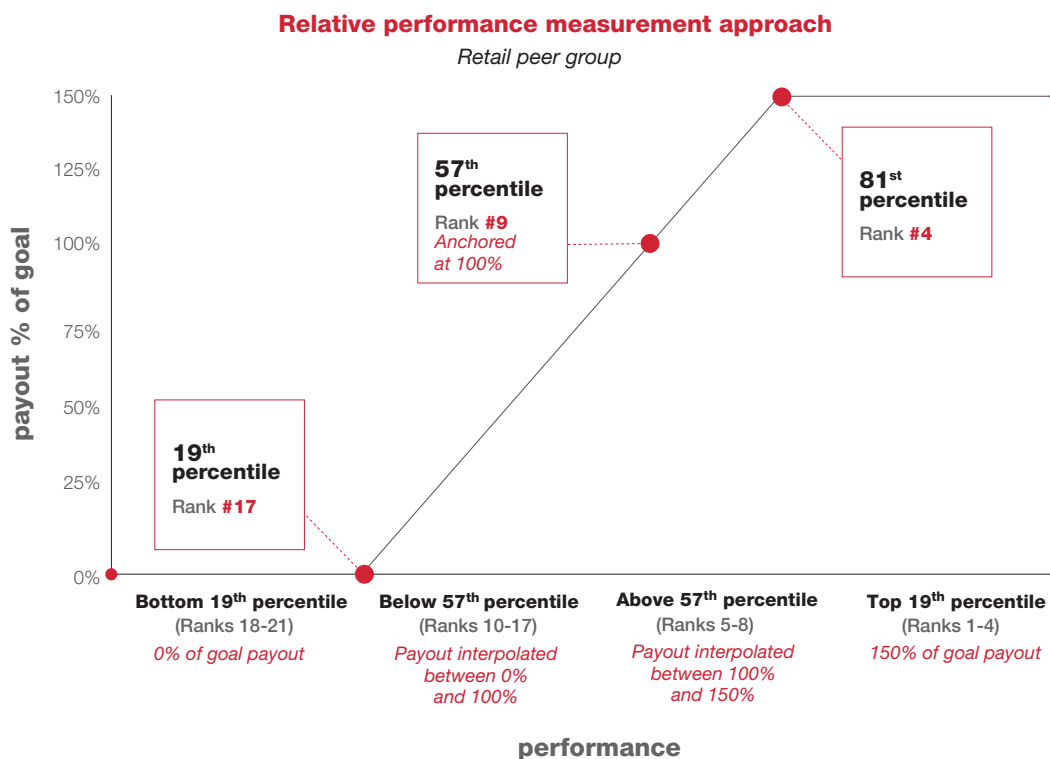 Relative performance measurement approach
Retail peer group
payout % of goal
150%
125%
100%
75%
50%
25%
0%
57th
percentile
Rank #9
Anchored
at 100%
81st
percentile
Rank #4
19th
percentile
Rank #17
Bottom 19th percentile
(Ranks 18-21)
0% of goal payout
Below 57th percentile
(Ranks 10-17)
Payout interpolated
between 0%
and 100%
Above 57th percentile
(Ranks 5-8)
Payout interpolated
between 100%
and 150%
Top 19th percentile
(Ranks 1-4)
150% of goal payout
performance